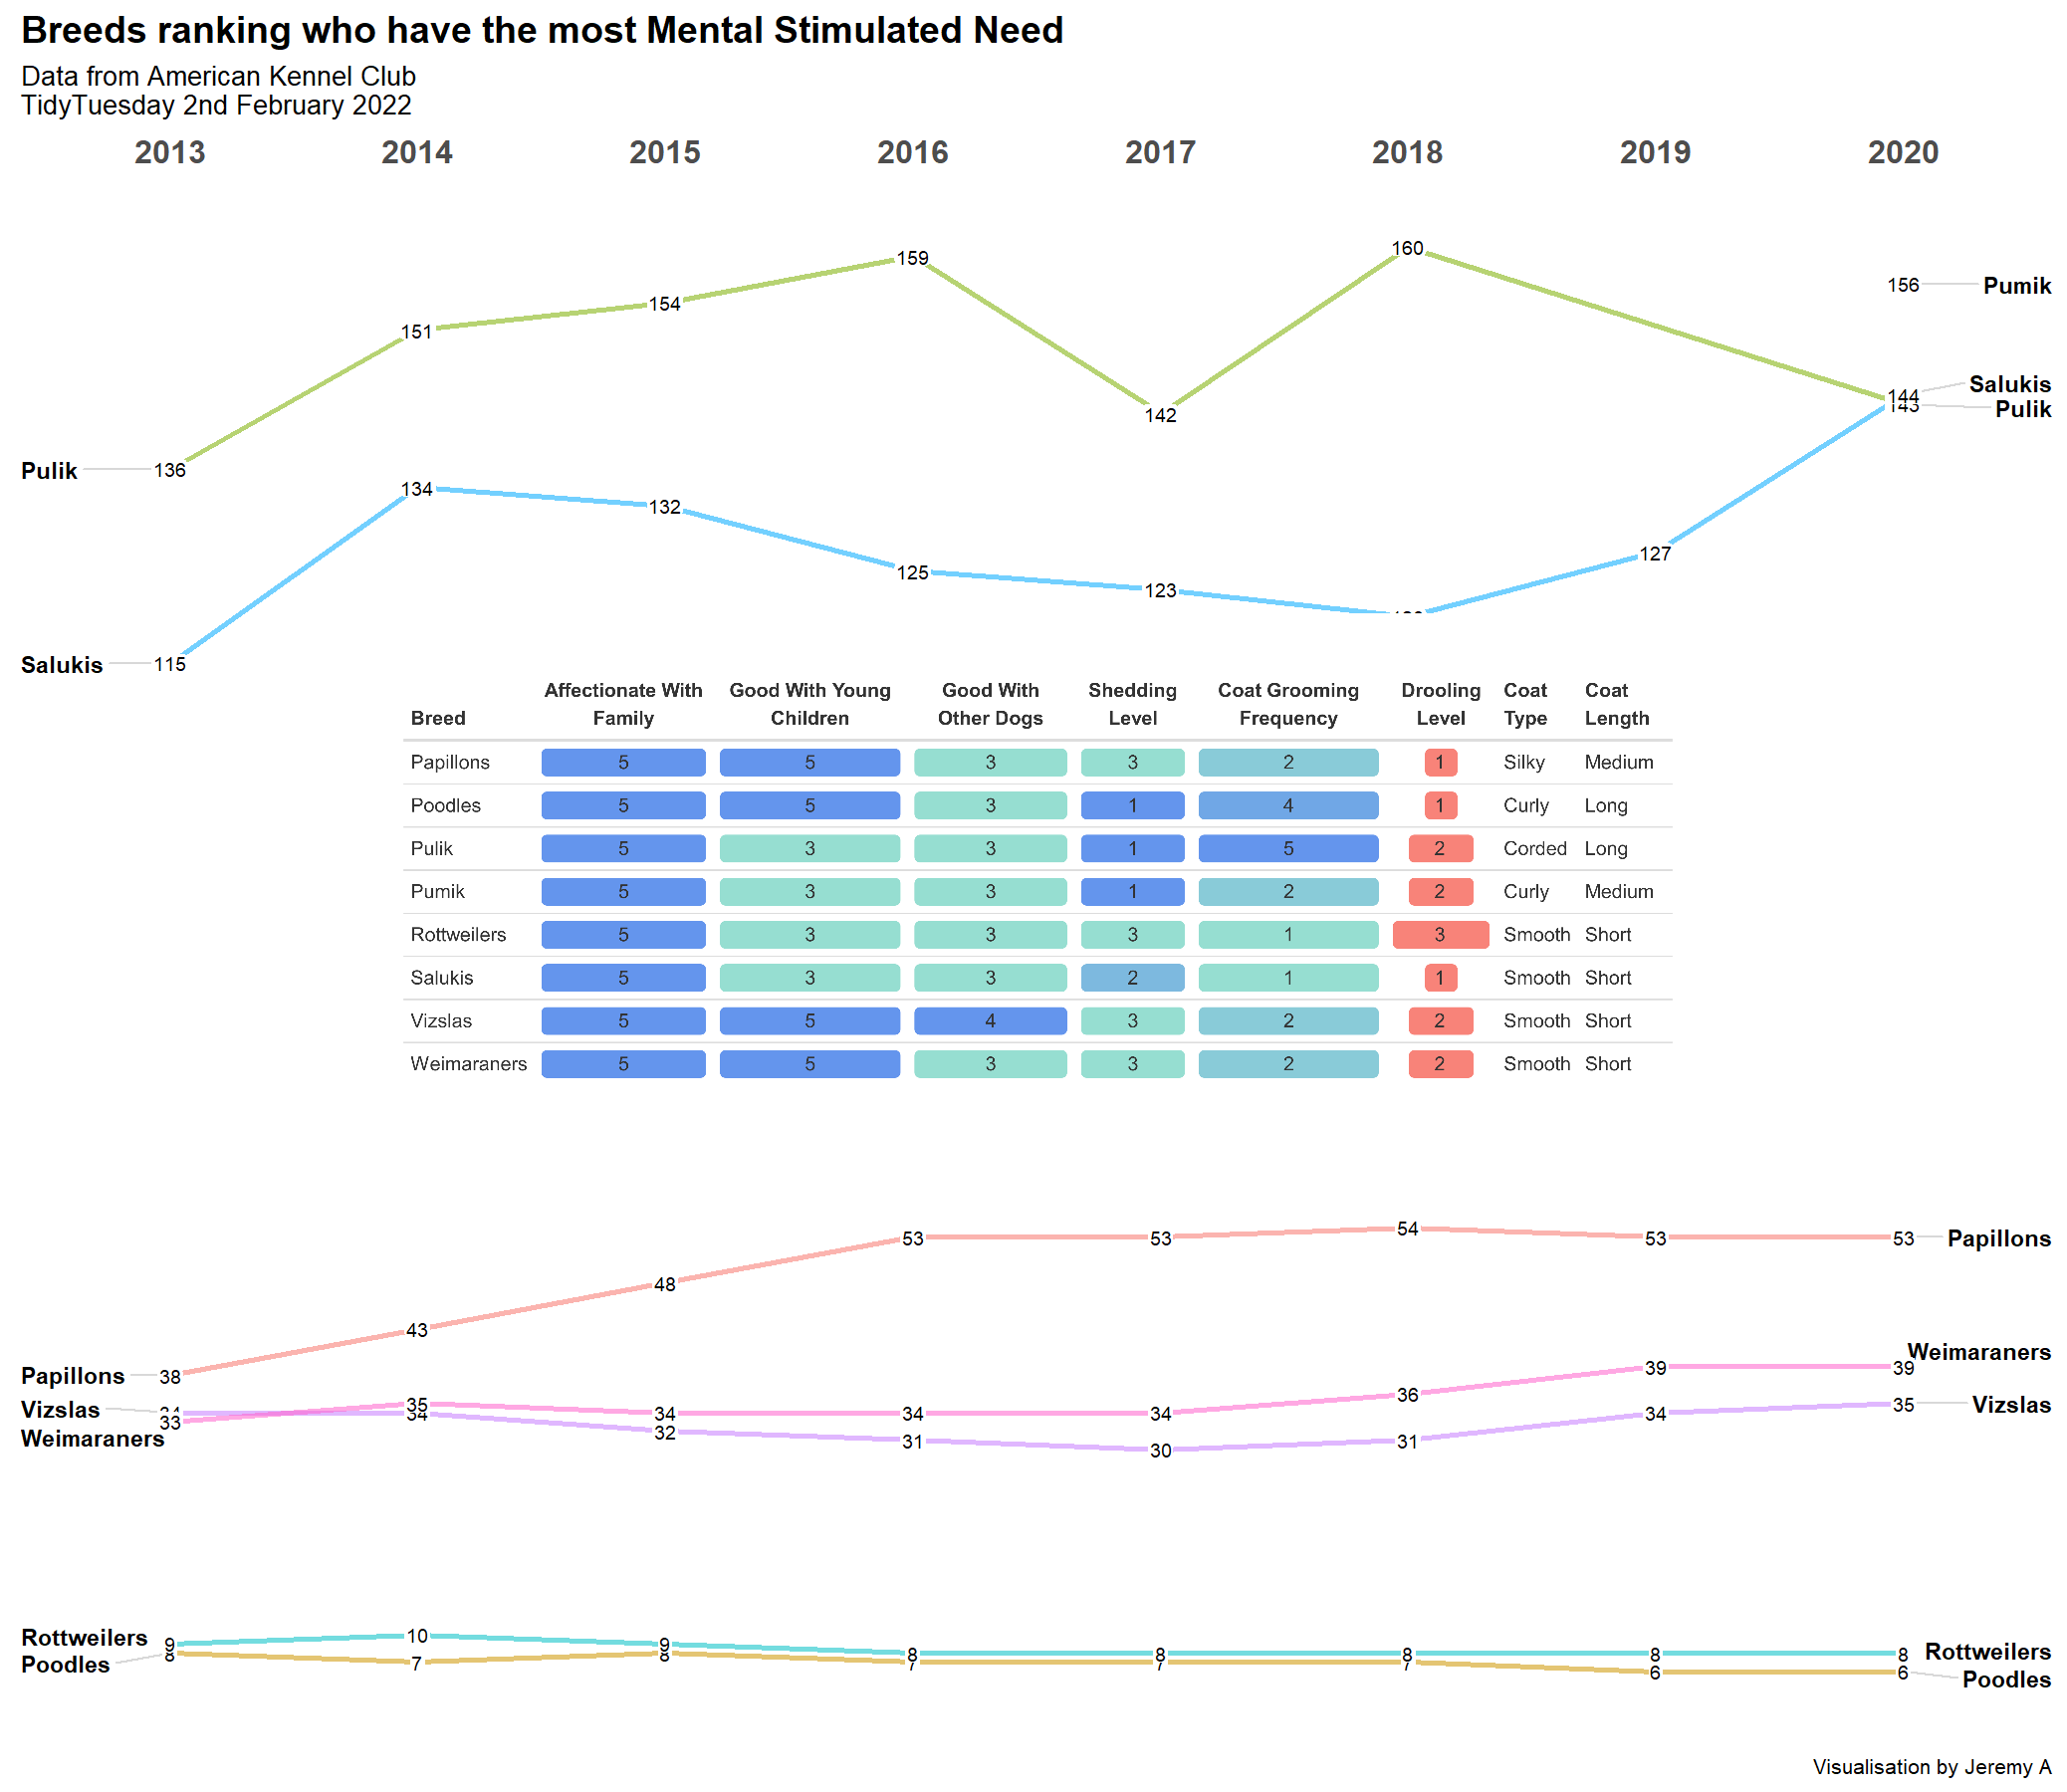 Breeds ranking who have the most Mental Stimulated Need
Data from American Kennel Club
TidyTuesday 2nd February 2022
2013 2014 2015 2016 2017 2018 2019 2020
160
159
156 Pumik
154
151
144 Salukis
143 Pulik
142
Pulik 136
134
132
127
125
123
Salukis 115
Affectionate With Good With Young Good With Shedding Coat Grooming Drooling Coat Coat
Breed Family Children Other Dogs Level Frequency Level Type Length
Papillons 5 5 3 3 2 1 Silky Medium
Poodles 5 5 3 1 4 1 Curly Long
Pulik 5 3 3 1 5 2 Corded Long
Pumik 5 3 3 1 2 2 Curly Medium
Rottweilers 5 3 3 3 1 3 Smooth Short
Salukis 5 3 3 2 1 1 Smooth Short
Vizslas 5 5 4 3 2 2 Smooth Short
Weimaraners 5 5 3 3 2 2 Smooth Short
Papillons 38 43 48 53 53 54 53 53 Papillons
33 35 34 34 34 36 39 39 Weimaraners
Vizslas 34 32 31 30 31 34 35 Vizslas
Weimaraners
Rottweilers 9 10 9 8 8 8 8 8 Rottweilers
Poodles 8 7 8 7 7 7 6 6 Poodles
Visualisation by Jeremy A